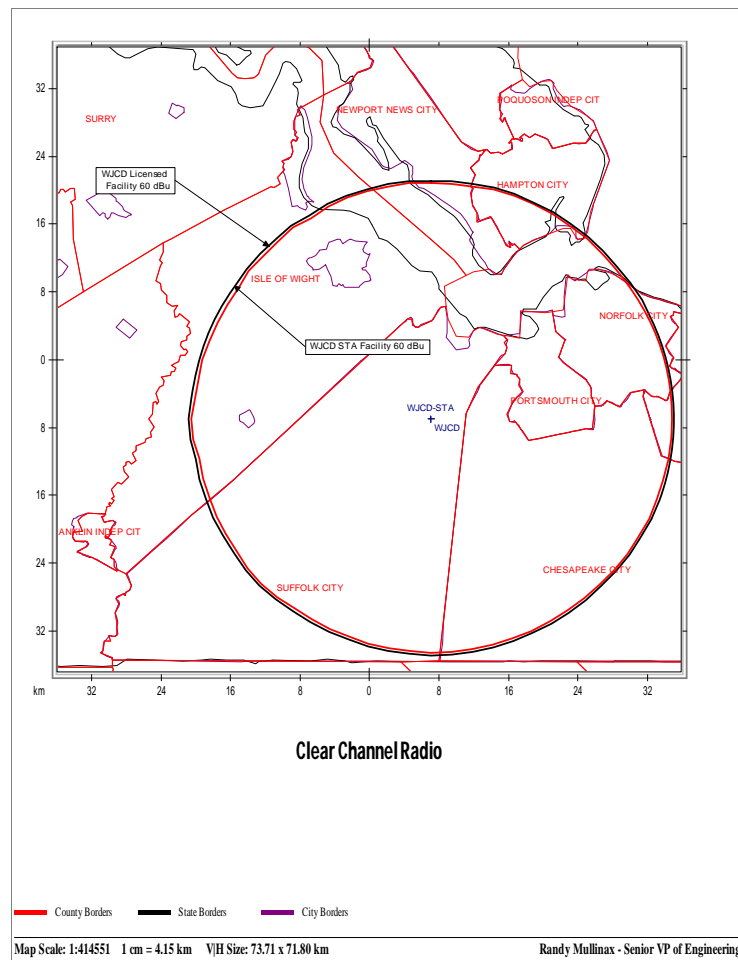 32
24
16
8
0
8
16
24
32
SURRY
NEWPORT NEWS CITY
POQUOSON INDEP CIT
WJCD Licensed
Facility 60 dBu
HAMPTON CITY
ISLE OF WIGHT
NORFOLK CITY
WJCD STA Facility 60 dBu
PORTSMOUTH CITY
WJCD-STA
WJCD
ANKLIN INDEP CIT
CHESAPEAKE CITY
SUFFOLK CITY
km
32
24
16
8
0
8
16
24
32
Clear Channel Radio
County Borders
State Borders
City Borders
Map Scale: 1:414551 1 cm = 4.15 km V|H Size: 73.71 x 71.80 km
Randy Mullinax - Senior VP of Engineering